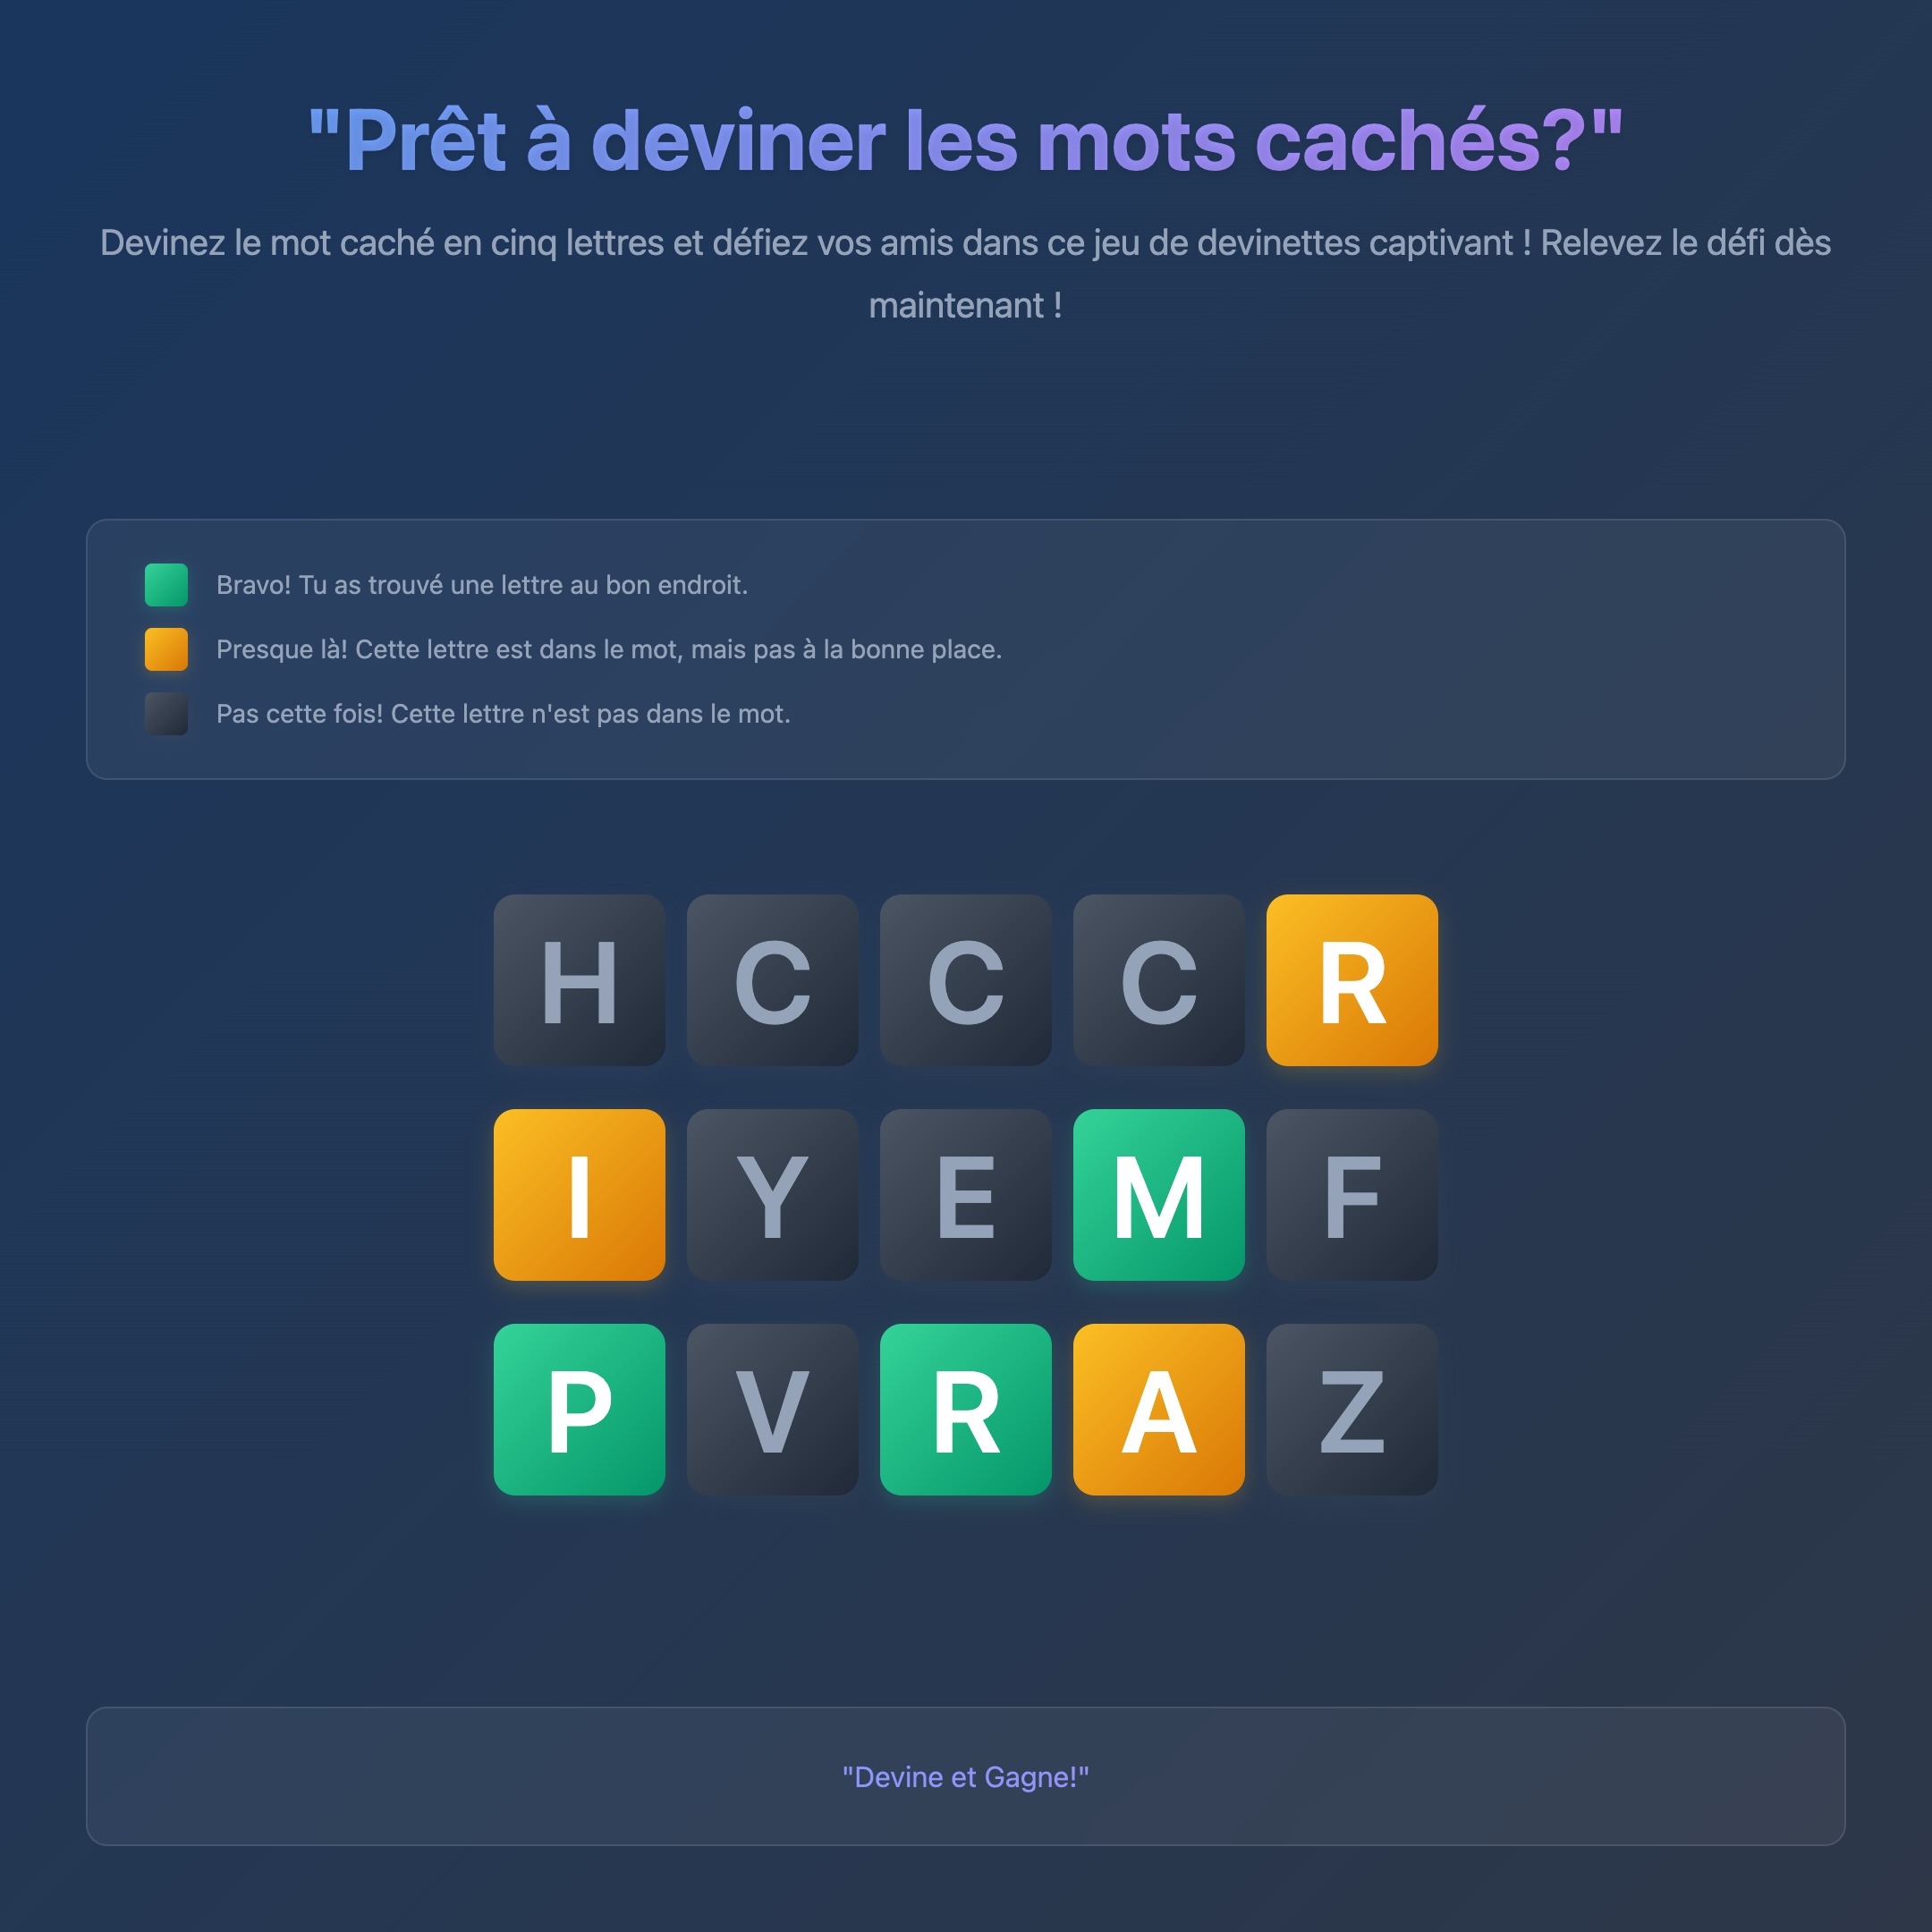 "Prêt à deviner les mots cachés?"
Devinez le mot caché en cinq lettres et défiez vos amis dans ce jeu de devinettes captivant ! Relevez le défi dès
maintenant !
Bravo! Tu as trouvé une lettre au bon endroit.
Presque là! Cette lettre est dans le mot, mais pas à la bonne place.
Pas cette fois! Cette lettre n'est pas dans le mot.
H C C C R
I Y E M F
P V R A Z
"Devine et Gagne!"